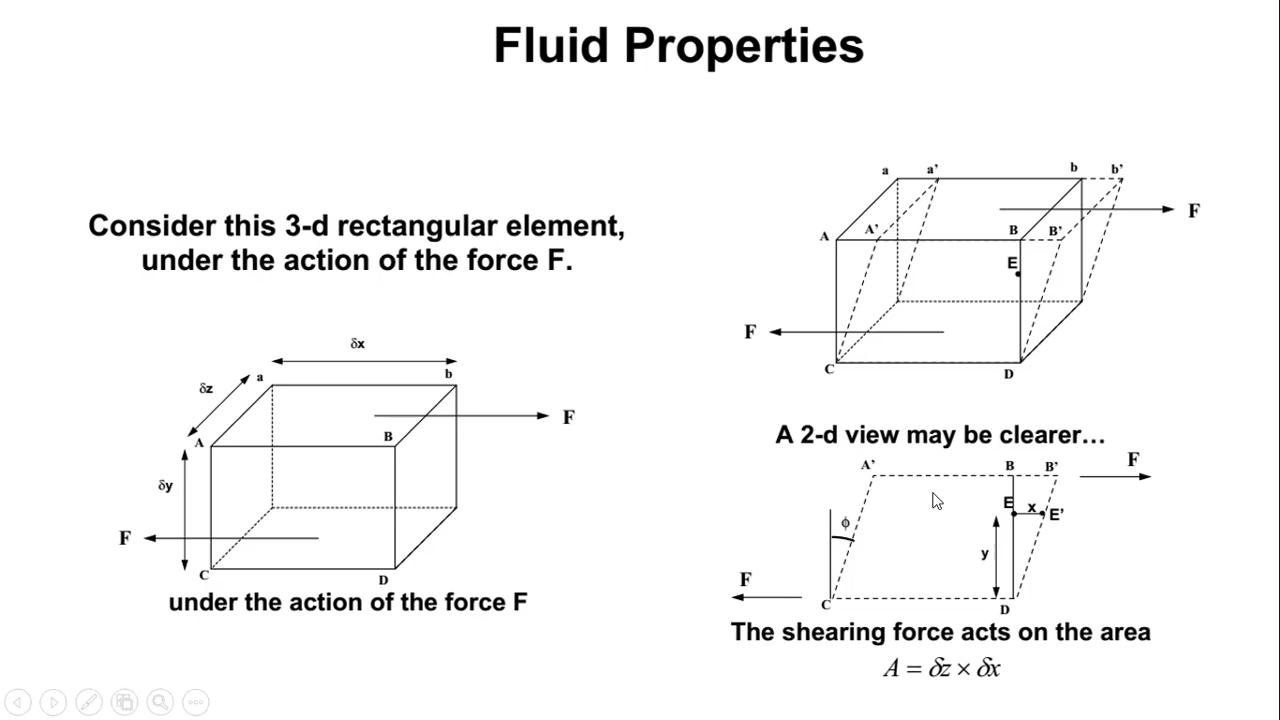 Fluid Properties
Consider this 3-d rectangular element,
under the action of the force F.
δx
δz
a
b
F
A
B
δy
F
C
D
under the action of the force F
a a’ b b’
F
A A’ B B’
E
F
C
D
A 2-d view may be clearer…
A’ B B’ F
E x E’
ϕ
y
F
C D
The shearing force acts on the area
A = δz × δx